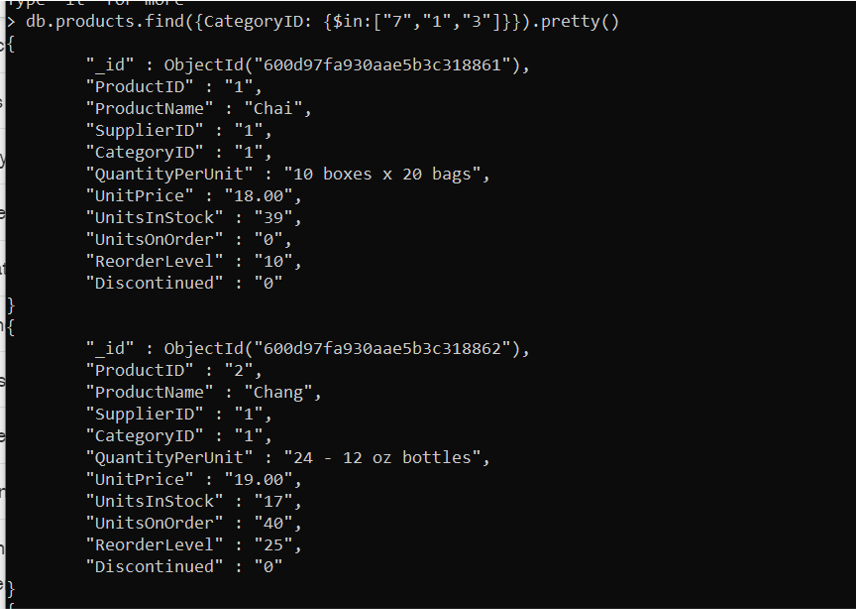 > db.products.find({CategoryID: {$in:["7","1","3"]}}).pretty()
{
"_id" : ObjectId("600d97fa930aae5b3c318861"),
"ProductID" : "1",
"ProductName" : "Chai",
"SupplierID" : "1",
"CategoryID" : "1",
"QuantityPerUnit" : "10 boxes x 20 bags",
"UnitPrice" : "18.00",
"UnitsInStock" : "39",
"UnitsOnOrder" : "0",
"ReorderLevel" : "10",
"Discontinued" : "0"
}
{
"_id" : ObjectId("600d97fa930aae5b3c318862"),
"ProductID" : "2",
"ProductName" : "Chang",
"SupplierID" : "1",
"CategoryID" : "1",
"QuantityPerUnit" : "24 - 12 oz bottles",
"UnitPrice" : "19.00",
"UnitsInStock" : "17",
"UnitsOnOrder" : "40",
"ReorderLevel" : "25",
"Discontinued" : "0"
}